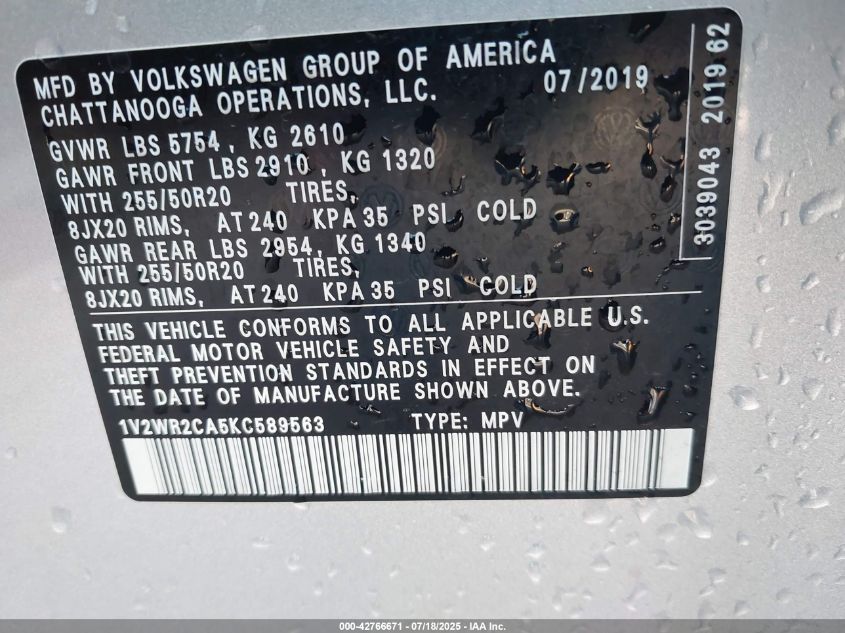 MFD BY VOLKSWAGEN GROUP OF AMERICA
CHATTANOOGA OPERATIONS, LLC. 07/2019
GVWR LBS 5754, KG 2610
GAWR FRONT LBS 2910, KG 1320
WITH 255/50R20 TIRES,
8JX20 RIMS, AT 240 KPA 35 PSI COLD
GAWR REAR LBS 2954, KG 1340
WITH 255/50R20 TIRES,
8JX20 RIMS, AT 240 KPA 35 PSI COLD
THIS VEHICLE CONFORMS TO ALL APPLICABLE U.S.
FEDERAL MOTOR VEHICLE SAFETY AND
THEFT PREVENTION STANDARDS IN EFFECT ON
THE DATE OF MANUFACTURE SHOWN ABOVE.
1V2WR2CA5KC589563 TYPE: MPV
3039043 2019 62
000-42766671 - 07/18/2025 - IAA Inc.